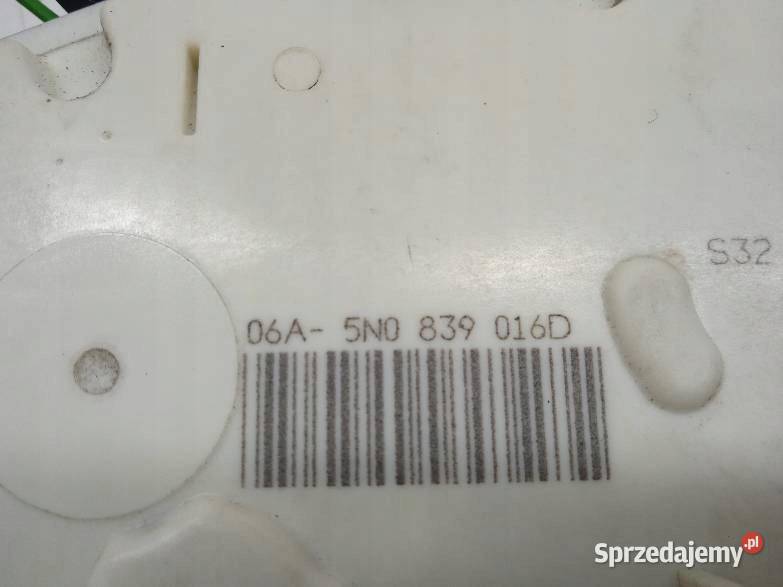 S32
06A- 5N0 839 016D
Sprzedajemy.pl